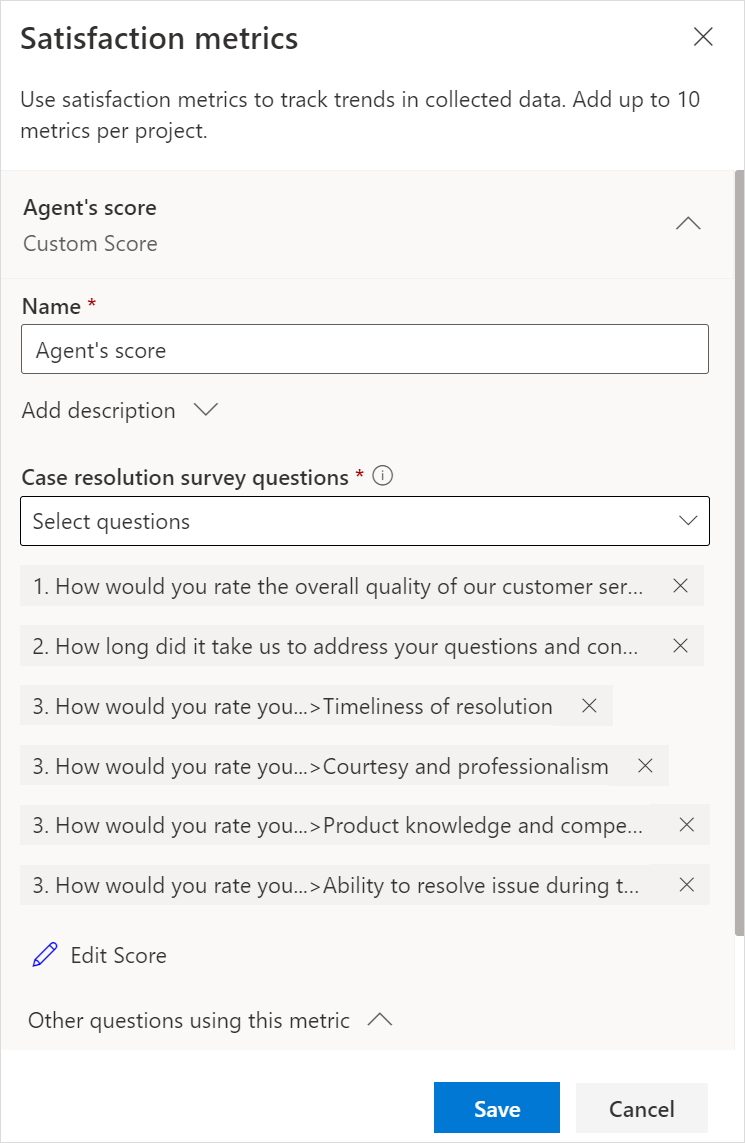 Satisfaction metrics
Use satisfaction metrics to track trends in collected data. Add up to 10
metrics per project.
Agent's score
Custom Score
Name *
Agent's score
Add description
Case resolution survey questions *
Select questions
1. How would you rate the overall quality of our customer ser...
2. How long did it take us to address your questions and con...
3. How would you rate you...>Timeliness of resolution
3. How would you rate you...>Courtesy and professionalism
3. How would you rate you...>Product knowledge and compe...
3. How would you rate you...>Ability to resolve issue during t...
Edit Score
Other questions using this metric
Save Cancel